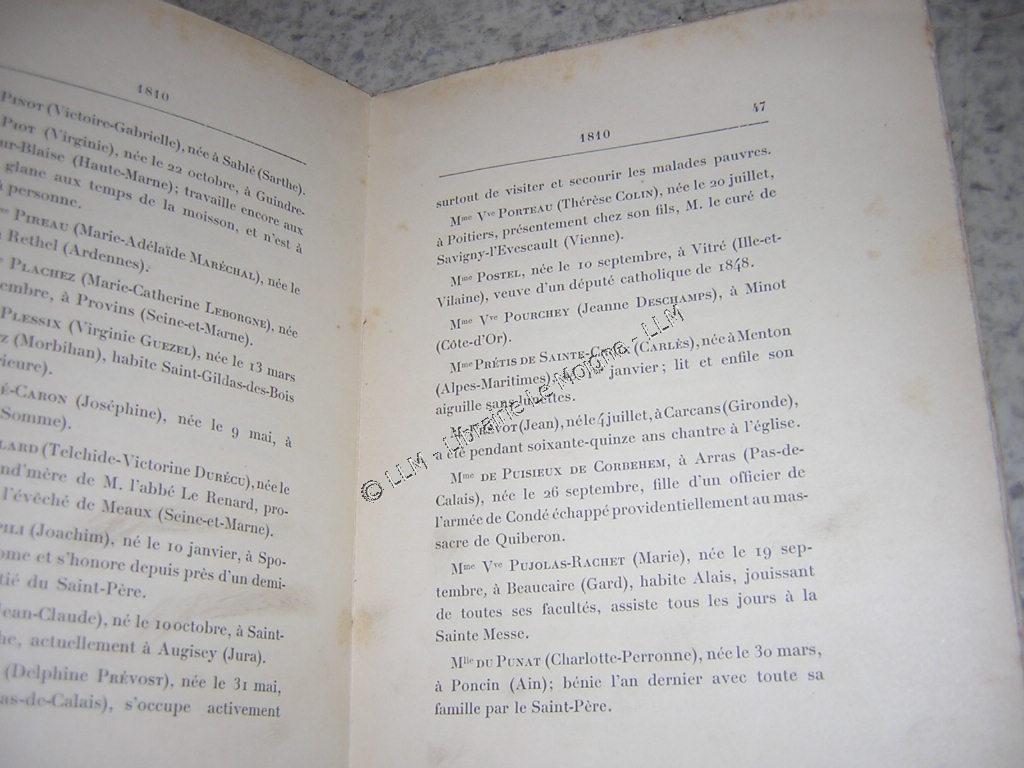 1810
PINOT (Victoire-Gabrielle), née à Sablé (Sarthe).
PIOT (Virginie), née le 22 octobre, à Guindre-
ur-Blaise (Haute-Marne); travaille encore aux
glane aux temps de la moisson, et n'est à
personne.
PIREAU (Marie-Adélaïde MARÉCHAL), née le
Rethel (Ardennes).
PLACHEZ (Marie-Catherine LEBORGNE), née
embre, à Provins (Seine-et-Marne).
PLESSIX (Virginie GUEZEL), née le 13 mars
z (Morbihan), habite Saint-Gildas-des-Bois
érieure).
É-CARON (Joséphine), née le 9 mai, à
Somme).
LARD (Telchide-Victorine DURÉCU), née le
nd'mère de M. l'abbé Le Renard, pro-
l'évêché de Meaux (Seine-et-Marne).
PILI (Joachim), né le 10 janvier, à Spo-
ome et s'honore depuis près d'un demi-
tié du Saint-Père.
Jean-Claude), né le 10 octobre, à Saint-
he, actuellement à Augisey (Jura).
(Delphine PRÉVOST), née le 31 mai,
as-de-Calais), s'occupe activement
1810
47
surtout de visiter et secourir les malades pauvres.
Mme Vve PORTEAU (Thérèse COLIN), née le 20 juillet,
à Poitiers, présentement chez son fils, M. le curé de
Savigny-l'Evescault (Vienne).
Mme POSTEL, née le 10 septembre, à Vitré (Ille-et-
Vilaine), veuve d'un député catholique de 1848.
Mme Vve POURCHEY (Jeanne DESCHAMPS), à Minot
(Côte-d'Or).
Mme PRÉTIS DE SAINTE-(CARLÈS), née à Menton
(Alpes-Maritimes) janvier; lit et enfile son
aiguille sans lunettes.
(Jean), né le 4 juillet, à Carcans (Gironde),
a été pendant soixante-quinze ans chantre à l'église.
Mme DE PUISIEUX DE CORBEHEM, à Arras (Pas-de-
Calais), née le 26 septembre, fille d'un officier de
l'armée de Condé échappé providentiellement au mas-
sacre de Quiberon.
Mme Vve PUJOLAS-RACHET (Marie), née le 19 sep-
tembre, à Beaucaire (Gard), habite Alais, jouissant
de toutes ses facultés, assiste tous les jours à la
Sainte Messe.
Mlle DU PUNAT (Charlotte-Perronne), née le 30 mars,
à Poncin (Ain); bénie l'an dernier avec toute sa
famille par le Saint-Père.
© LLM - Librairie Le Moigne - LLM